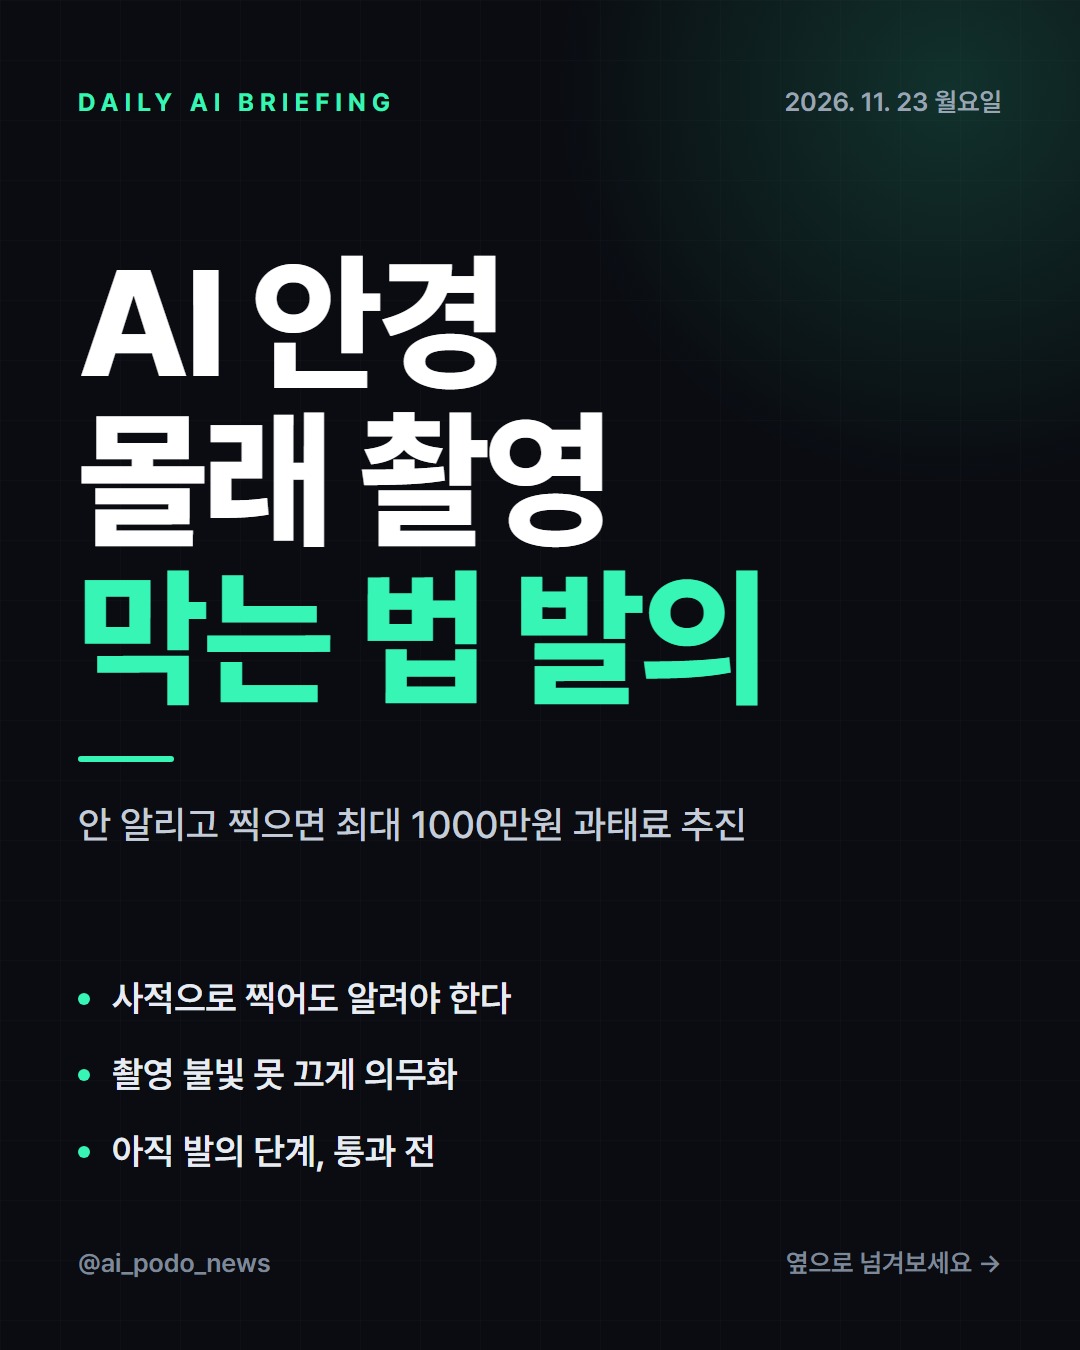 DAILY AI BRIEFING
2026. 11. 23 월요일
AI 안경
몰래 촬영
막는 법 발의
안 알리고 찍으면 최대 1000만원 과태료 추진
사적으로 찍어도 알려야 한다
촬영 불빛 못 끄게 의무화
아직 발의 단계, 통과 전
@ai_podo_news
옆으로 넘겨보세요 →